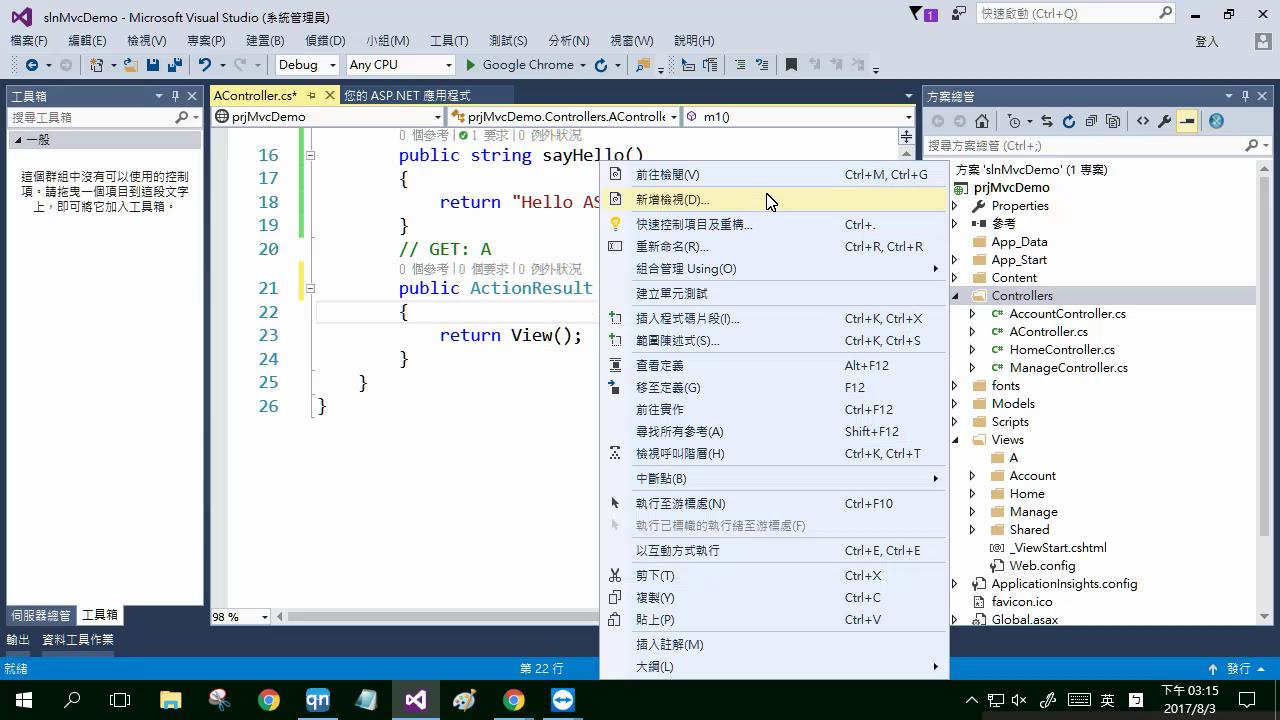 slnMvcDemo - Microsoft Visual Studio (系統管理員)
1
快速啟動 (Ctrl+Q)
檔案(F)
編輯(E)
檢視(V)
專案(P)
建置(B)
偵錯(D)
小組(M)
工具(T)
測試(S)
分析(N)
視窗(W)
說明(H)
登入
Debug
Any CPU
Google Chrome
工具箱
搜尋工具箱
一般
這個群組中沒有可以使用的控制
項。請拖曳一個項目到這段文字
上，即可將它加入工具箱。
伺服器總管
工具箱
輸出
資料工具作業
AController.cs*
您的 ASP.NET 應用程式
prjMvcDemo
prjMvcDemo.Controllers.AControlle
m1()
0 個參考|1 要求|0 例外狀況
16 public string sayHello()
17 {
18 return "Hello AS
19 }
20 // GET: A
0 個參考|0 個要求|0 例外狀況
21 public ActionResult
22 {
23 return View();
24 }
25 }
26 }
98 %
前往檢閱(V) Ctrl+M, Ctrl+G
新增檢視(D)...
快速控制項目及重構... Ctrl+.
重新命名(R)... Ctrl+R, Ctrl+R
組合管理 Using(O)
建立單元測試
插入程式碼片段(I)... Ctrl+K, Ctrl+X
範圍陳述式(S)... Ctrl+K, Ctrl+S
查看定義 Alt+F12
移至定義(G) F12
前往實作 Ctrl+F12
尋找所有參考(A) Shift+F12
檢視呼叫階層(H) Ctrl+K, Ctrl+T
中斷點(B)
執行至游標處(N) Ctrl+F10
執行已標幟的執行緒至游標處(F)
以互動方式執行 Ctrl+E, Ctrl+E
剪下(T) Ctrl+X
複製(Y) Ctrl+C
貼上(P) Ctrl+V
插入註解(M)
大綱(L)
方案總管
搜尋方案總管 (Ctrl+;)
方案 'slnMvcDemo' (1 專案)
prjMvcDemo
Properties
參考
App_Data
App_Start
Content
Controllers
AccountController.cs
AController.cs
HomeController.cs
ManageController.cs
fonts
Models
Scripts
Views
A
Account
Home
Manage
Shared
_ViewStart.cshtml
Web.config
ApplicationInsights.config
favicon.ico
Global.asax
就緒
第 22 行
發行
qn
英
下午 03:15
2017/8/3